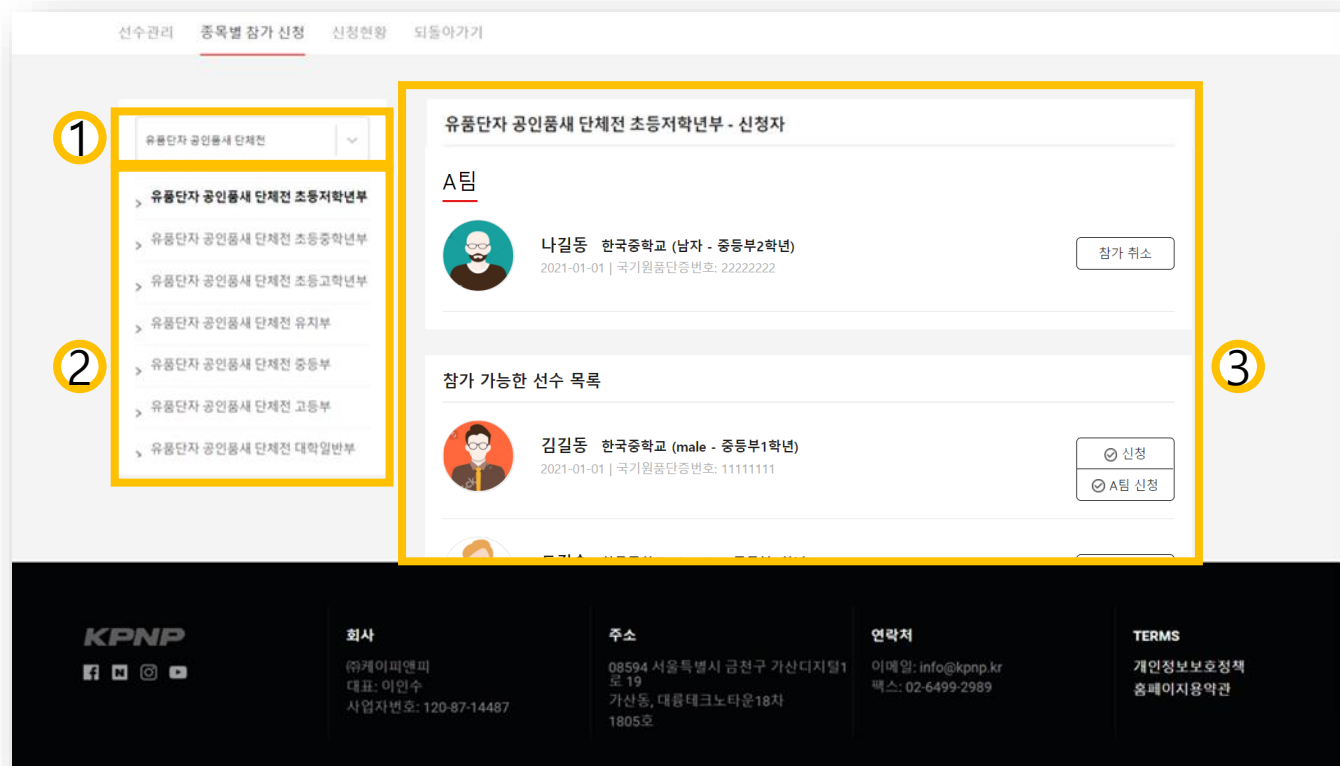 선수관리 종목별 참가 신청 신청현황 되돌아가기
1
유품단자 공인품새 단체전
2
유품단자 공인품새 단체전 초등저학년부
유품단자 공인품새 단체전 초등중학년부
유품단자 공인품새 단체전 초등고학년부
유품단자 공인품새 단체전 유치부
유품단자 공인품새 단체전 중등부
유품단자 공인품새 단체전 고등부
유품단자 공인품새 단체전 대학일반부
3
유품단자 공인품새 단체전 초등저학년부 - 신청자
A팀
나길동 한국중학교 (남자 - 중등부2학년)
2021-01-01 | 국기원품단증번호: 22222222
참가 취소
참가 가능한 선수 목록
김길동 한국중학교 (male - 중등부1학년)
2021-01-01 | 국기원품단증번호: 11111111
신청
A팀 신청
KPNP
회사
㈜케이피앤피
대표: 이인수
사업자번호: 120-87-14487
주소
08594 서울특별시 금천구 가산디지털1
로 19
가산동, 대륭테크노타운18차
1805호
연락처
이메일: info@kpnp.kr
팩스: 02-6499-2989
TERMS
개인정보보호정책
홈페이지용약관